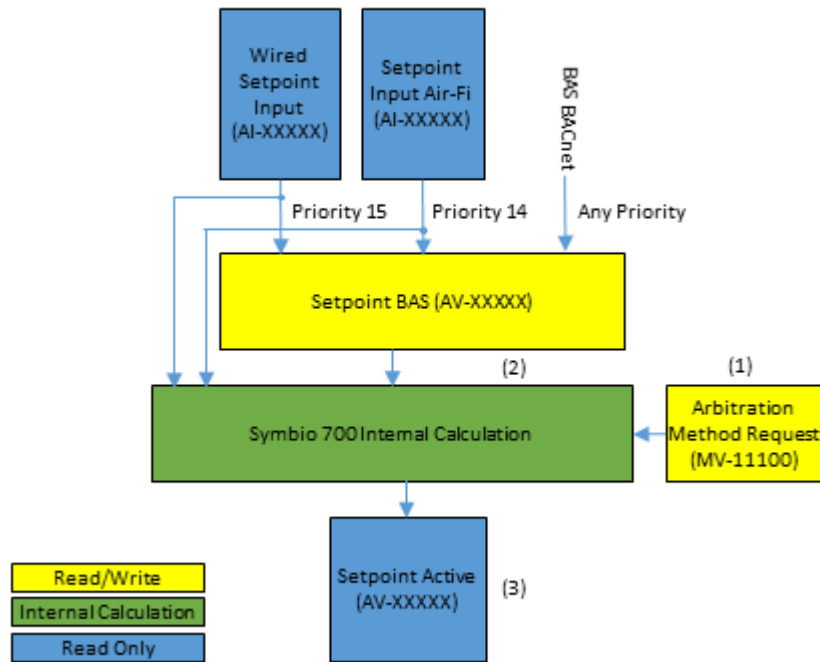 Wired
Setpoint
Input
(AI-XXXXX)
Setpoint
Input Air-Fi
(AI-XXXXX)
BAS BACnet
Priority 15
Priority 14
Any Priority
Setpoint BAS (AV-XXXXX)
(2)
(1)
Symbio 700 Internal Calculation
Arbitration
Method Request
(MV-11100)
Setpoint Active
(AV-XXXXX)
(3)
Read/Write
Internal Calculation
Read Only